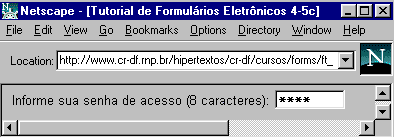 Netscape - [Tutorial de Formulários Eletrônicos 4-5c]
File Edit View Go Bookmarks Options Directory Window Help
Location: http://www.cr-df.rnp.br/hipertextos/cr-df/cursos/forms/ft_
N
Informe sua senha de acesso (8 caracteres): ****